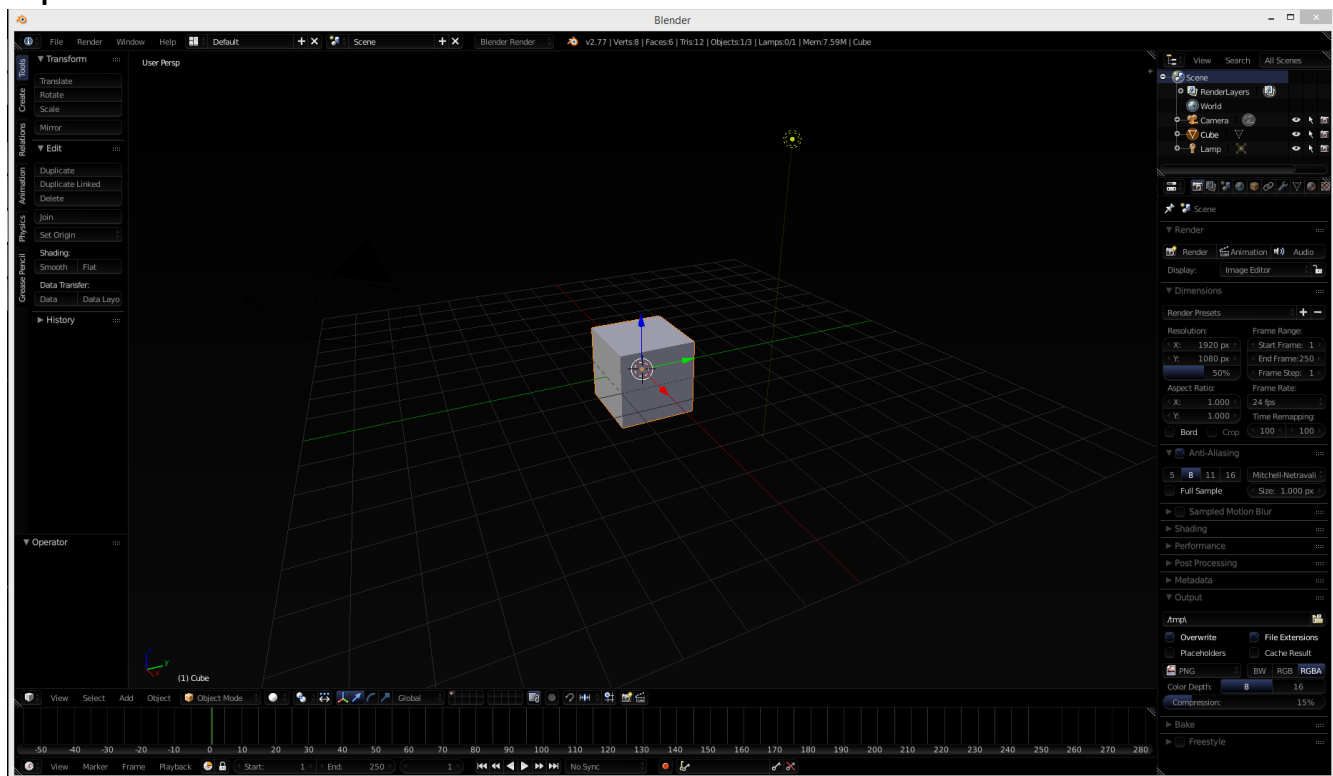 Blender
File Render Window Help Default Scene Blender Render v2.77 | Verts:8 | Faces:6 | Tris:12 | Objects:1/3 | Lamps:0/1 | Mem:7.59M | Cube
Tools
Create
Relations
Animation
Physics
Grease Pencil
Transform
Translate
Rotate
Scale
Mirror
Edit
Duplicate
Duplicate Linked
Delete
Join
Set Origin
Shading:
Smooth Flat
Data Transfer:
Data Data Layo
History
Operator
User Persp
(1) Cube
View Search All Scenes
Scene
RenderLayers
World
Camera
Cube
Lamp
Scene
Render
Render Animation Audio
Display: Image Editor
Dimensions
Render Presets
Resolution: Frame Range:
X: 1920 px Start Frame: 1
Y: 1080 px End Frame:250
50% Frame Step: 1
Aspect Ratio: Frame Rate:
X: 1.000 24 fps
Y: 1.000 Time Remapping:
Bord Crop 100 100
Anti-Aliasing
5 8 11 16 Mitchell-Netravali
Full Sample Size: 1.000 px
Sampled Motion Blur
Shading
Performance
Post Processing
Metadata
Output
/tmp\
Overwrite File Extensions
Placeholders Cache Result
PNG BW RGB RGBA
Color Depth: 8 16
Compression: 15%
Bake
Freestyle
View Select Add Object Object Mode Global
-50 -40 -30 -20 -10 0 10 20 30 40 50 60 70 80 90 100 110 120 130 140 150 160 170 180 190 200 210 220 230 240 250 260 270 280
View Marker Frame Playback Start: 1 End: 250 1 No Sync